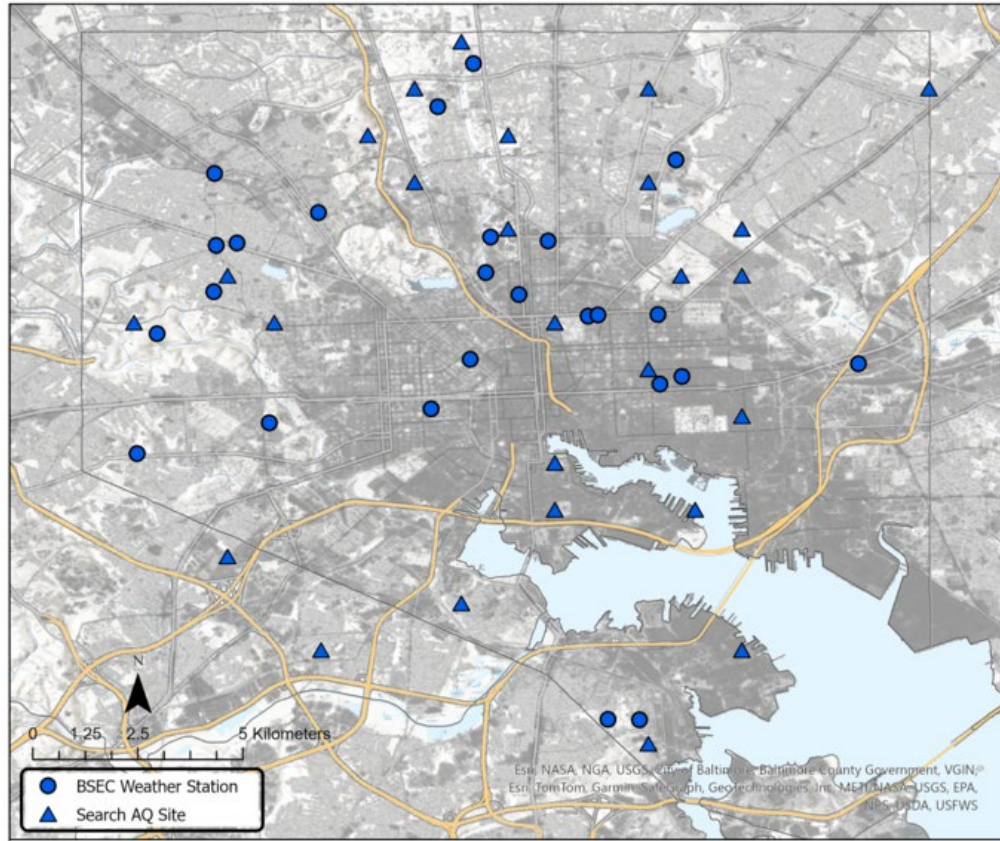 N
0 1.25 2.5 5 Kilometers
BSEC Weather Station
Search AQ Site
Esri, NASA, NGA, USGS, City of Baltimore, Baltimore County Government, VGIN,
Esri, TomTom, Garmin, SafeGraph, GeoTechnologies, Inc, METI/NASA, USGS, EPA,
NPS, USDA, USFWS